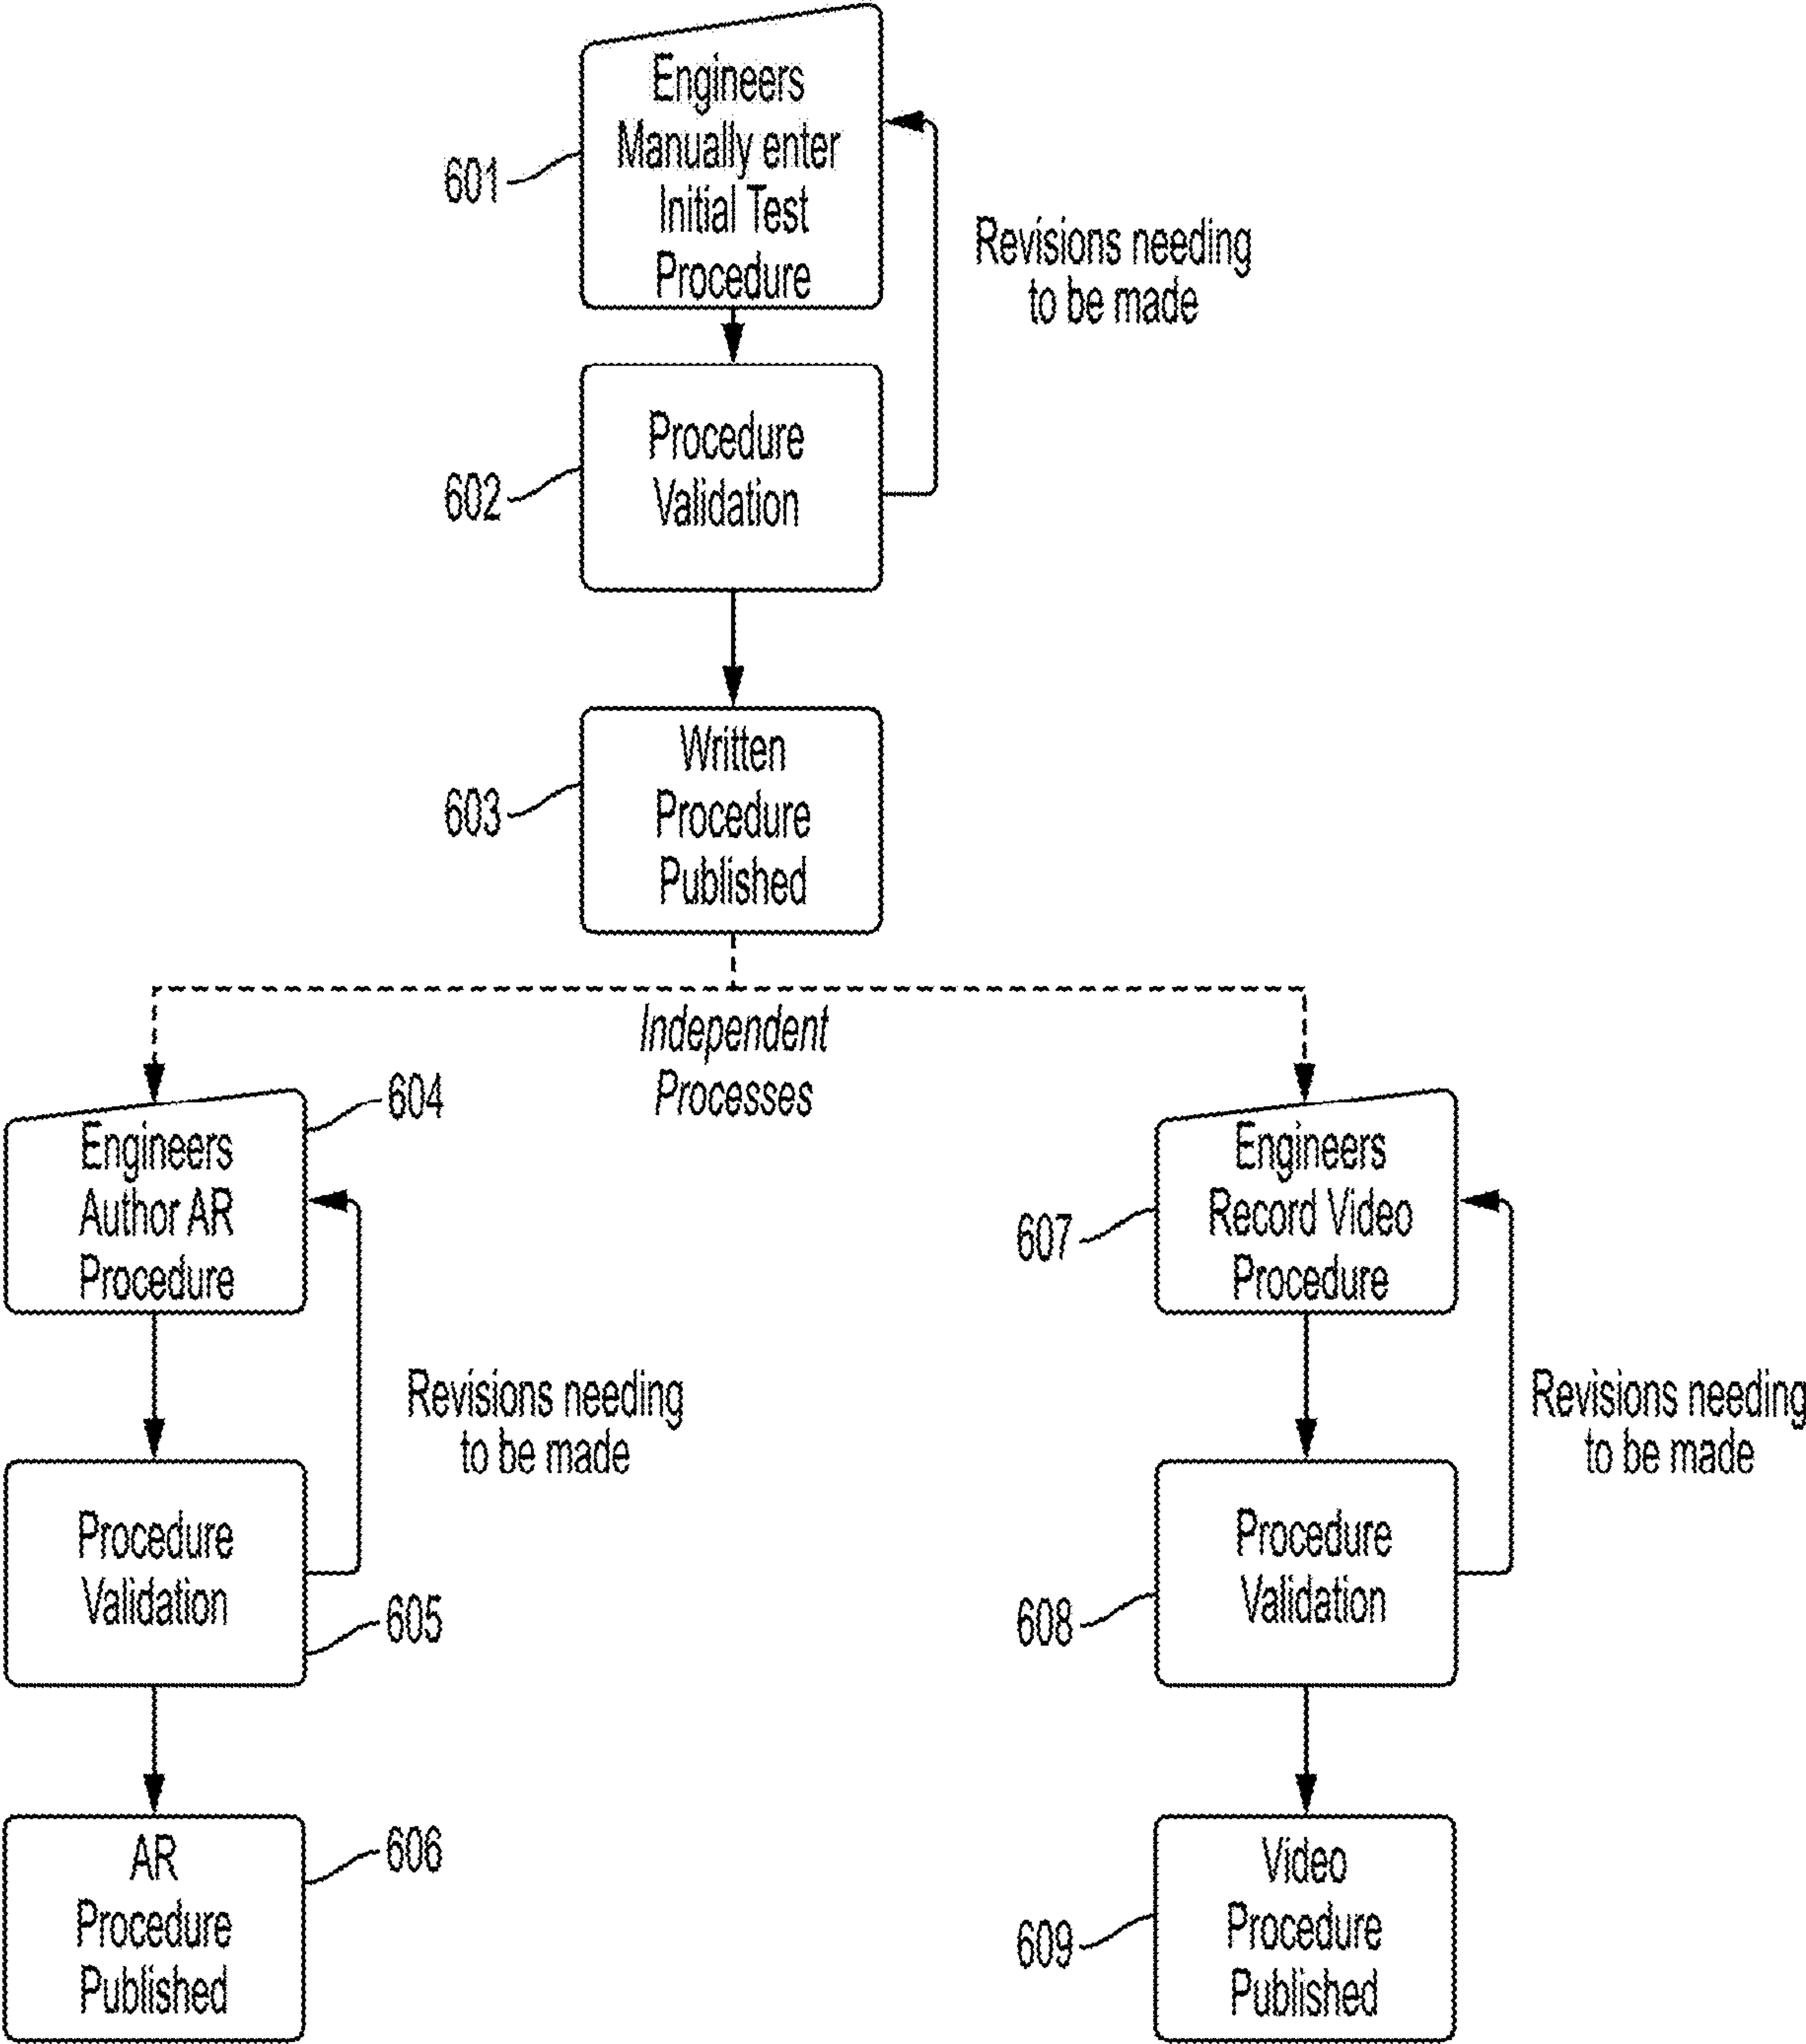 Engineers
Manually enter
Initial Test
Procedure
601
Revisions needing
to be made
Procedure
Validation
602
Written
Procedure
Published
603
Independent
Processes
604
Engineers
Author AR
Procedure
Revisions needing
to be made
Procedure
Validation
605
AR
Procedure
Published
606
Engineers
Record Video
Procedure
607
Revisions needing
to be made
Procedure
Validation
608
Video
Procedure
Published
609